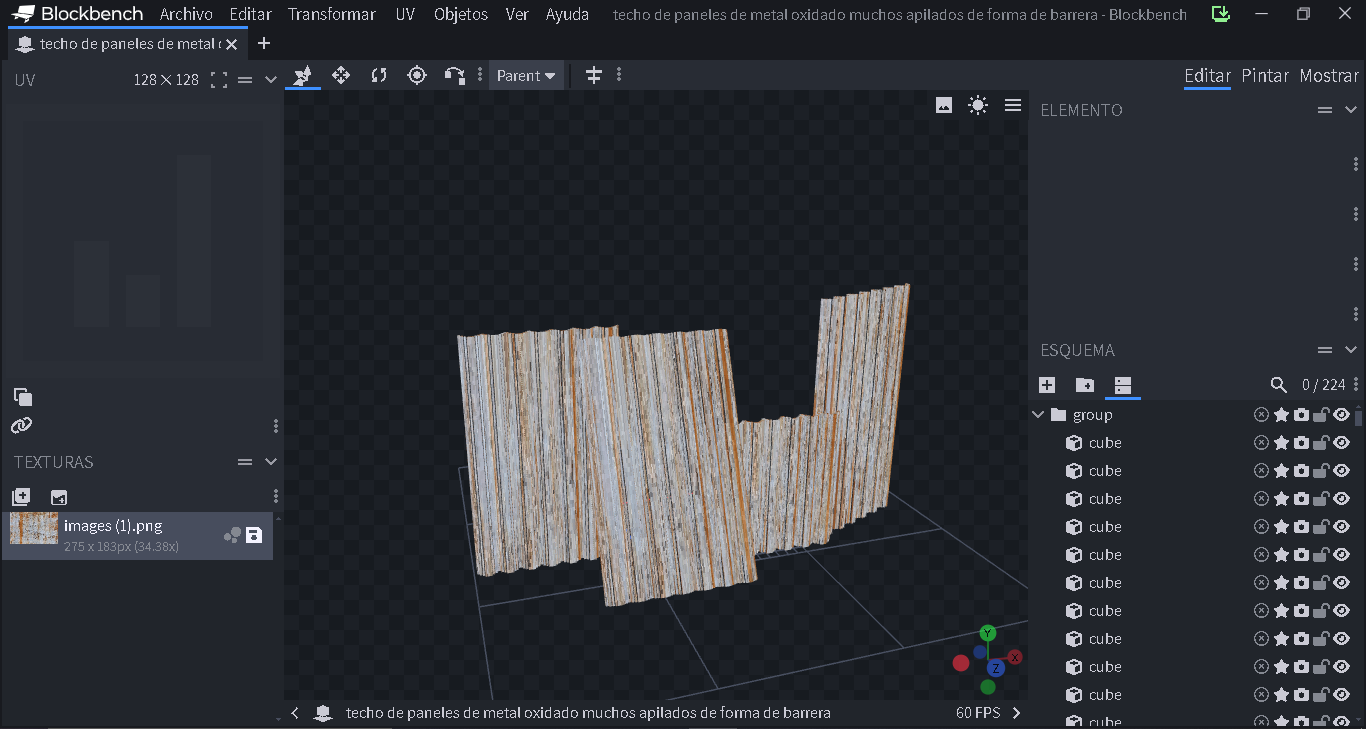 Blockbench Archivo Editar Transformar UV Objetos Ver Ayuda techo de paneles de metal oxidado muchos apilados de forma de barrera - Blockbench
techo de paneles de metal
UV 128 × 128 Parent Editar Pintar Mostrar
ELEMENTO
ESQUEMA
0 / 224
group
cube
cube
cube
cube
cube
cube
cube
cube
cube
cube
cube
TEXTURAS
images (1).png
275 x 183px (34.38x)
Y
X
Z
techo de paneles de metal oxidado muchos apilados de forma de barrera 60 FPS